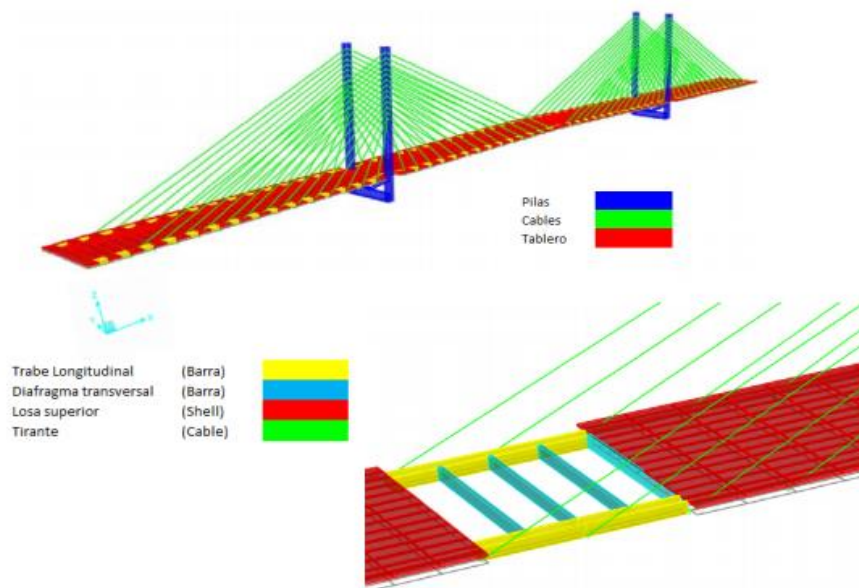 Pilas
Cables
Tablero
Trabe Longitudinal (Barra)
Diafragma transversal (Barra)
Losa superior (Shell)
Tirante (Cable)